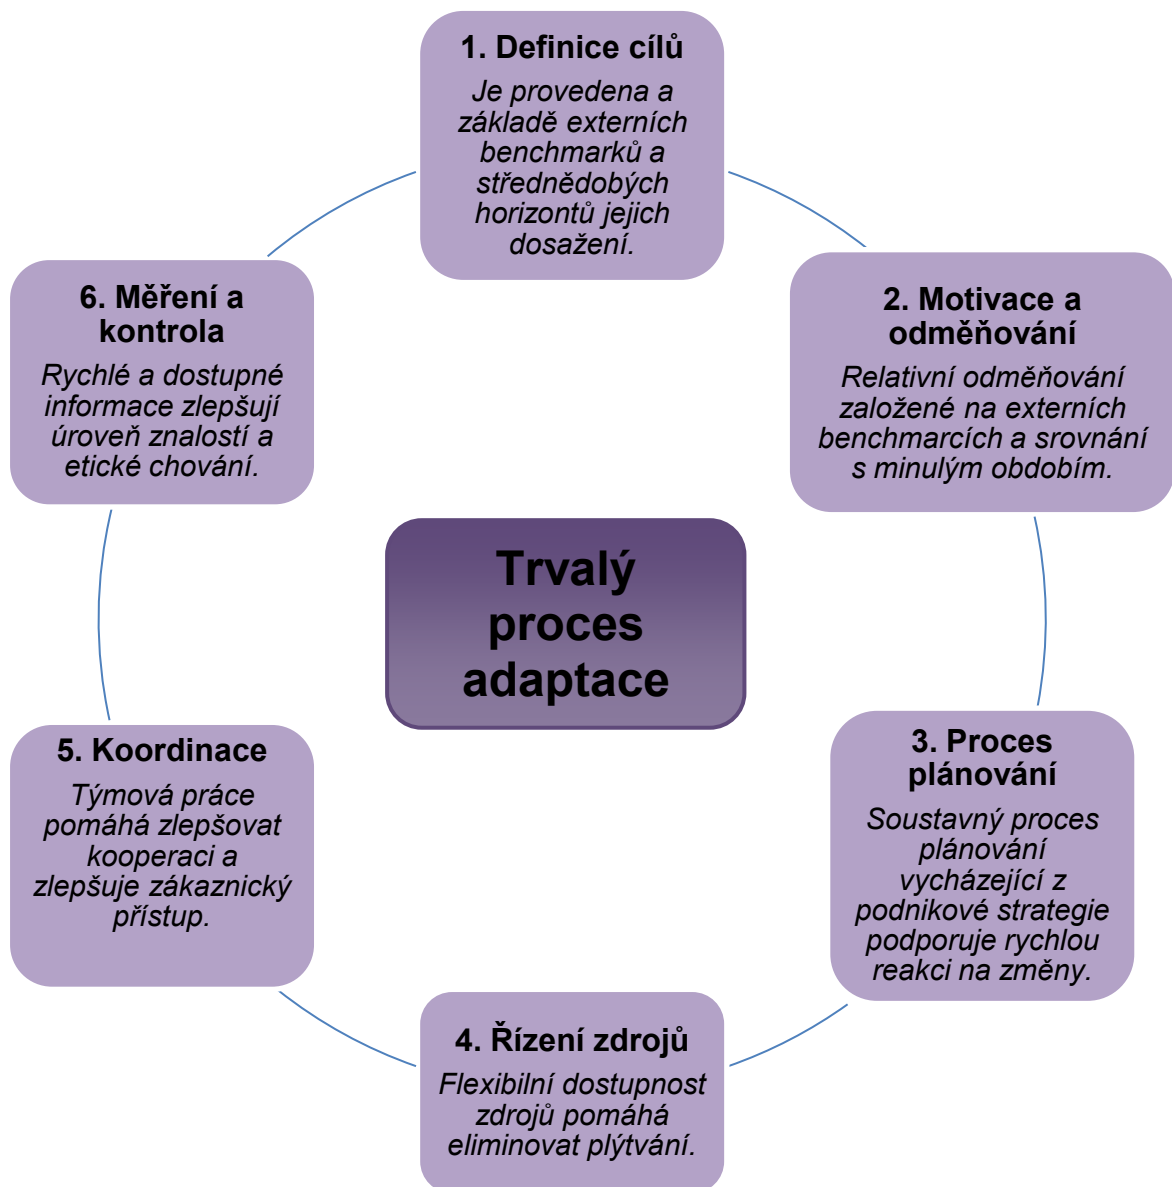 1. Definice cílů
Je provedena a
základě externích
benchmarků a
střednědobých
horizontů jejich
dosažení.
2. Motivace a
odměňování
Relativní odměňování
založené na externích
benchmarcích a srovnání
s minulým obdobím.
3. Proces
plánování
Soustavný proces
plánování
vycházející z
podnikové strategie
podporuje rychlou
reakci na změny.
4. Řízení zdrojů
Flexibilní dostupnost
zdrojů pomáhá
eliminovat plýtvání.
5. Koordinace
Týmová práce
pomáhá zlepšovat
kooperaci a
zlepšuje zákaznický
přístup.
6. Měření a
kontrola
Rychlé a dostupné
informace zlepšují
úroveň znalostí a
etické chování.
Trvalý
proces
adaptace